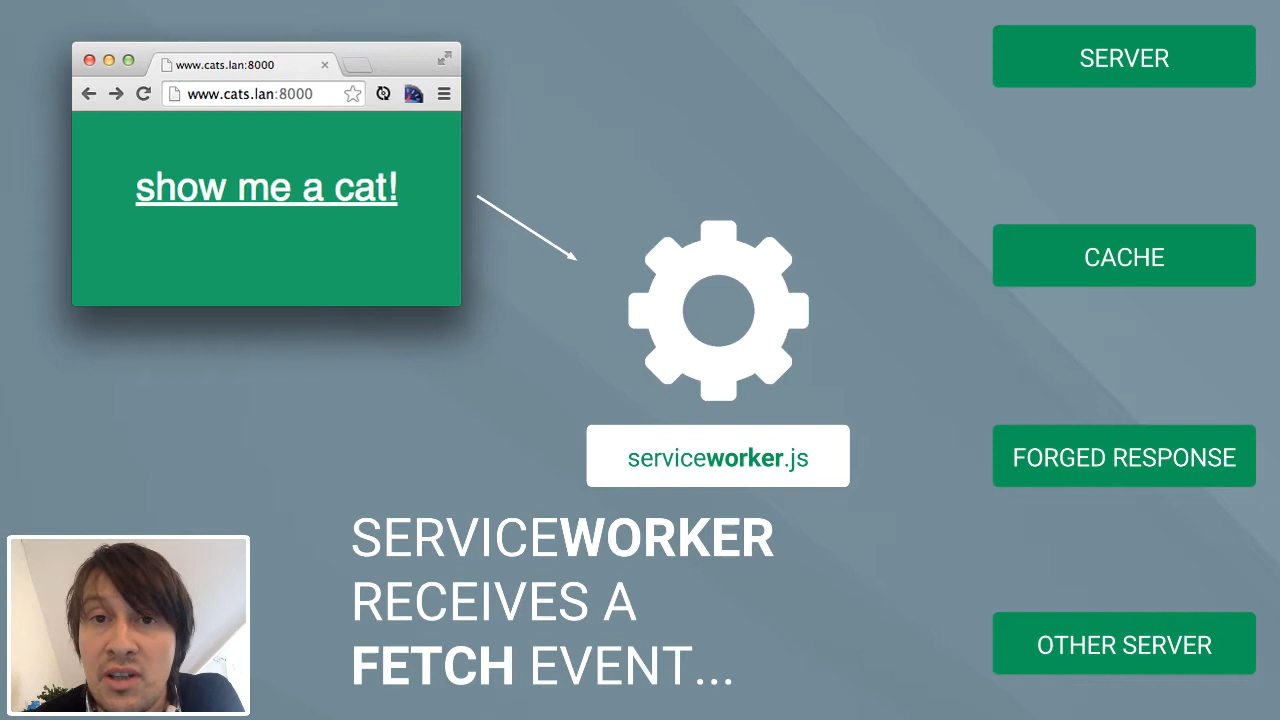 www.cats.lan:8000
www.cats.lan:8000
show me a cat!
serviceworker.js
SERVICEWORKER
RECEIVES A
FETCH EVENT...
SERVER
CACHE
FORGED RESPONSE
OTHER SERVER